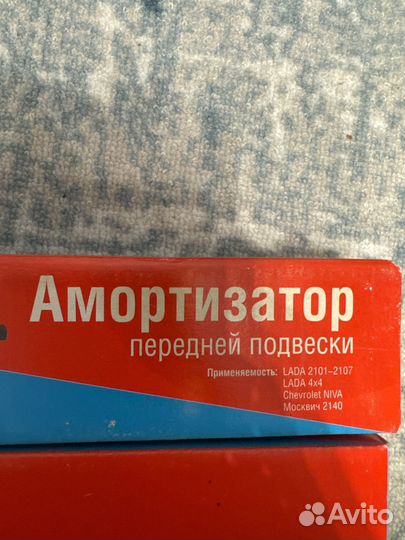 Амортизатор
передней подвески
Применяемость: LADA 2101–2107
LADA 4x4
Chevrolet NIVA
Москвич 2140
Avito